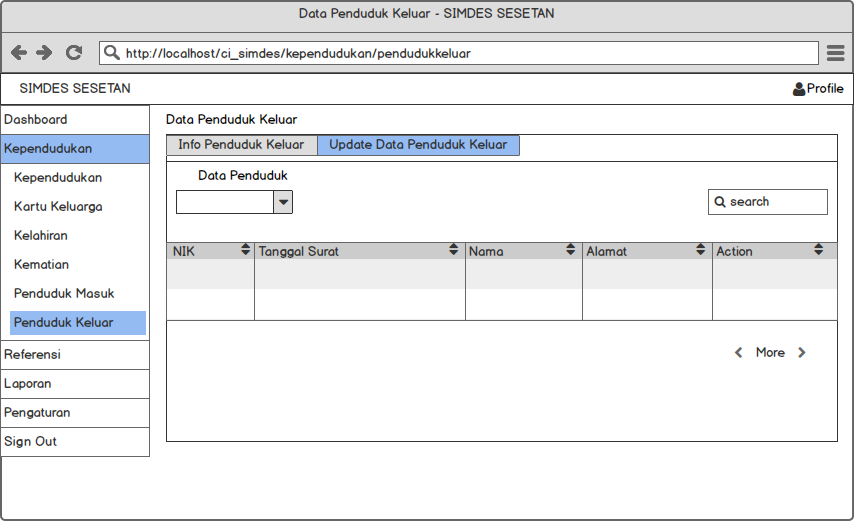 Data Penduduk Keluar - SIMDES SESETAN
http://localhost/ci_simdes/kependudukan/pendudukkeluar
SIMDES SESETAN
Profile
Dashboard
Kependudukan
Kependudukan
Kartu Keluarga
Kelahiran
Kematian
Penduduk Masuk
Penduduk Keluar
Referensi
Laporan
Pengaturan
Sign Out
Data Penduduk Keluar
Info Penduduk Keluar
Update Data Penduduk Keluar
Data Penduduk
search
NIK
Tanggal Surat
Nama
Alamat
Action
More